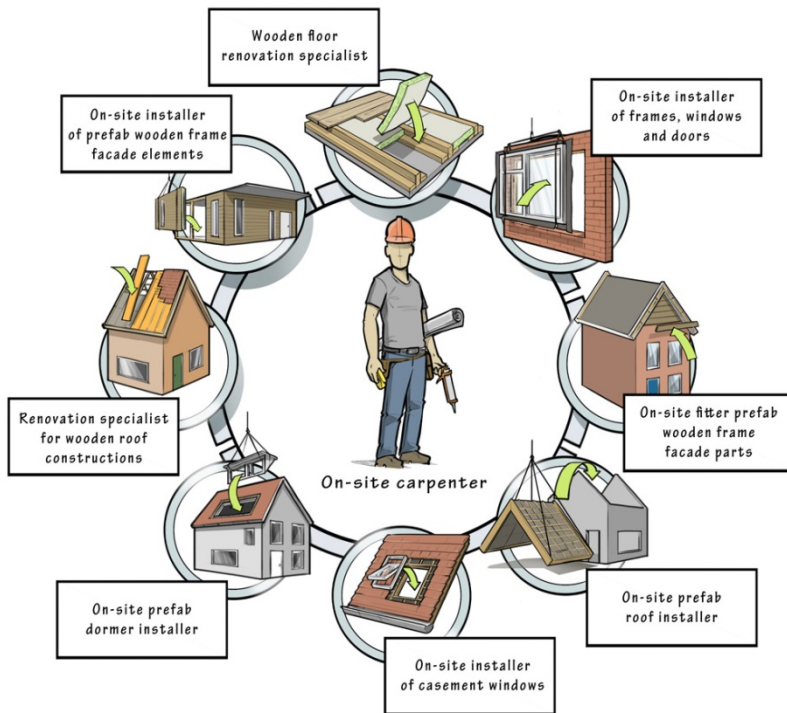 Wooden floor
renovation specialist
On-site installer
of prefab wooden frame
facade elements
On-site installer
of frames, windows
and doors
Renovation specialist
for wooden roof
constructions
On-site fitter prefab
wooden frame
facade parts
On-site carpenter
On-site prefab
dormer installer
On-site prefab
roof installer
On-site installer
of casement windows